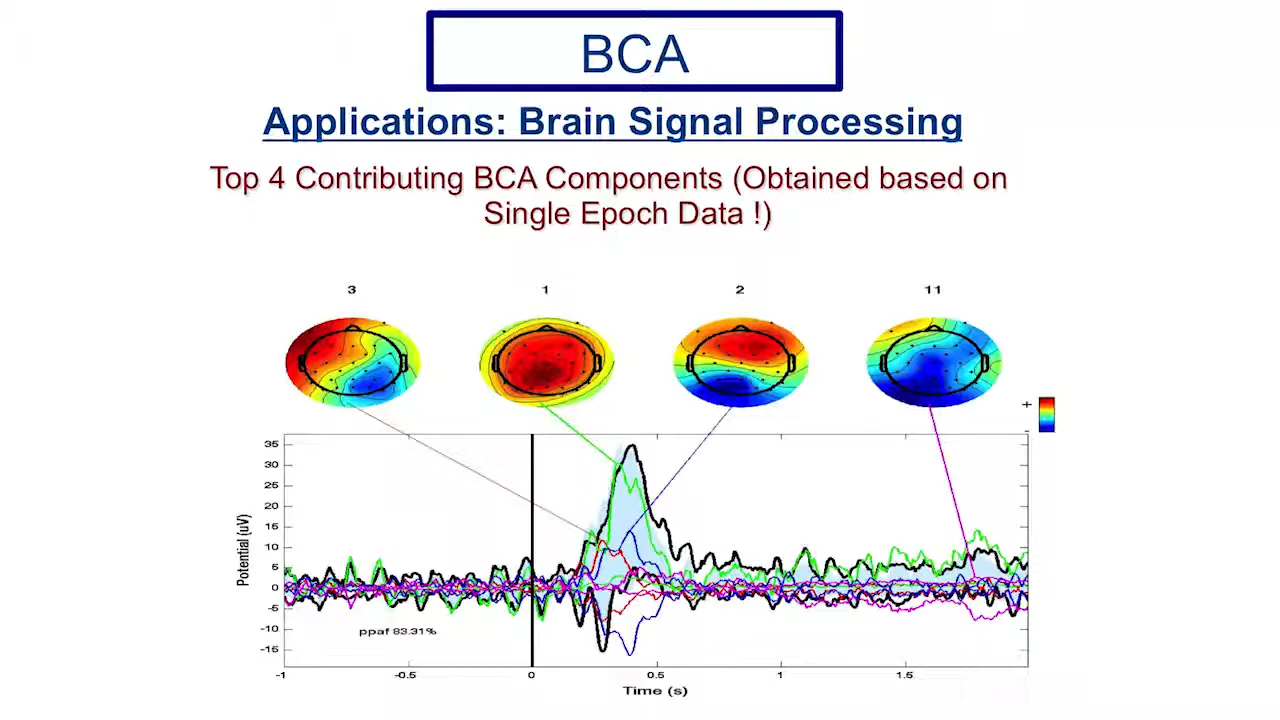 BCA
Applications: Brain Signal Processing
Top 4 Contributing BCA Components (Obtained based on
Single Epoch Data !)
3 1 2 11
+
-
35
30
25
20
15
10
5
0
-5
-10
-15
Potential (uV)
ppaf 83.31%
-1 -0.5 0 0.5 1 1.5
Time (s)